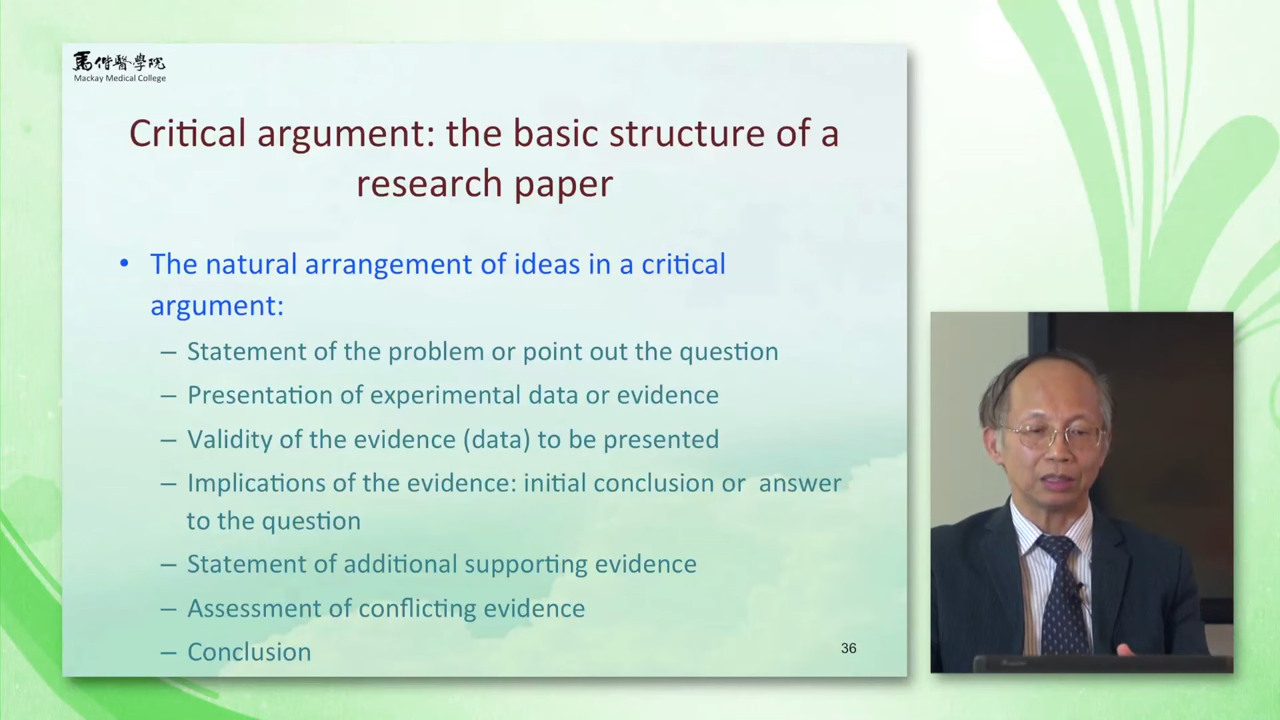 馬偕醫學院
Mackay Medical College
Critical argument: the basic structure of a
research paper
• The natural arrangement of ideas in a critical
argument:
– Statement of the problem or point out the question
– Presentation of experimental data or evidence
– Validity of the evidence (data) to be presented
– Implications of the evidence: initial conclusion or answer
to the question
– Statement of additional supporting evidence
– Assessment of conflicting evidence
– Conclusion
36